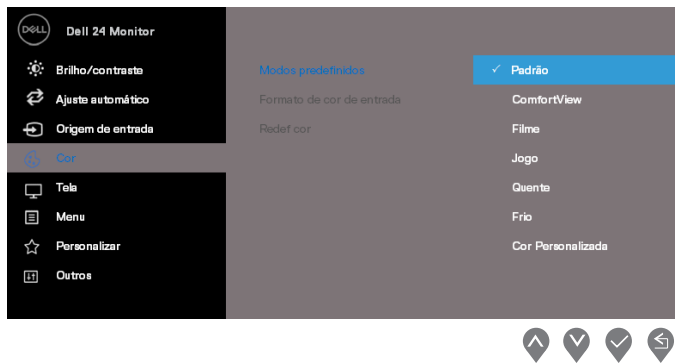 DELL
Dell 24 Monitor
Brilho/contraste
Ajuste automático
Origem de entrada
Cor
Tela
Menu
Personalizar
Outros
Modos predefinidos
Formato de cor de entrada
Redef cor
Padrão
ComfortView
Filme
Jogo
Quente
Frio
Cor Personalizada